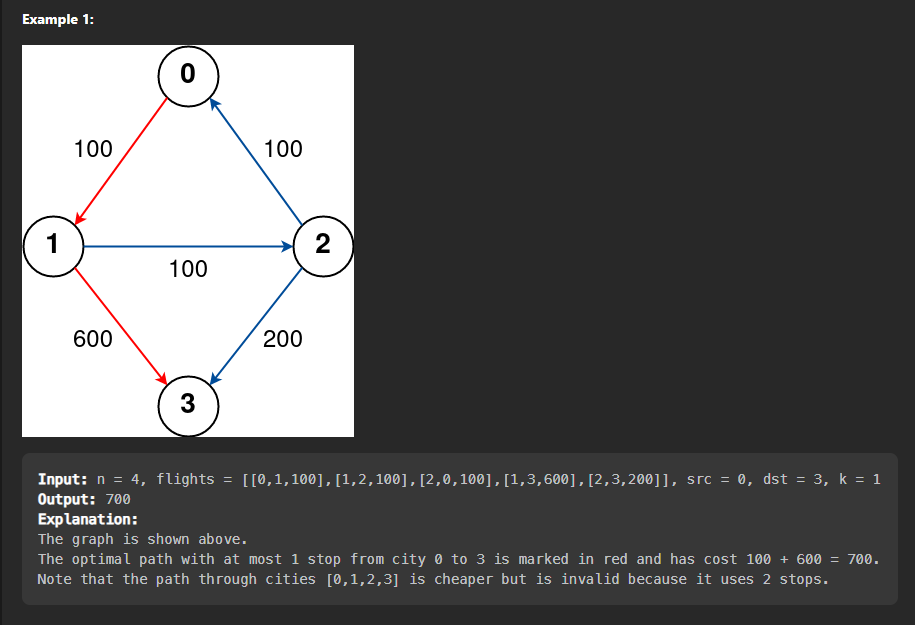 Example 1:
0
100
100
1
2
100
600
200
3
Input: n = 4, flights = [[0,1,100],[1,2,100],[2,0,100],[1,3,600],[2,3,200]], src = 0, dst = 3, k = 1
Output: 700
Explanation:
The graph is shown above.
The optimal path with at most 1 stop from city 0 to 3 is marked in red and has cost 100 + 600 = 700.
Note that the path through cities [0,1,2,3] is cheaper but is invalid because it uses 2 stops.